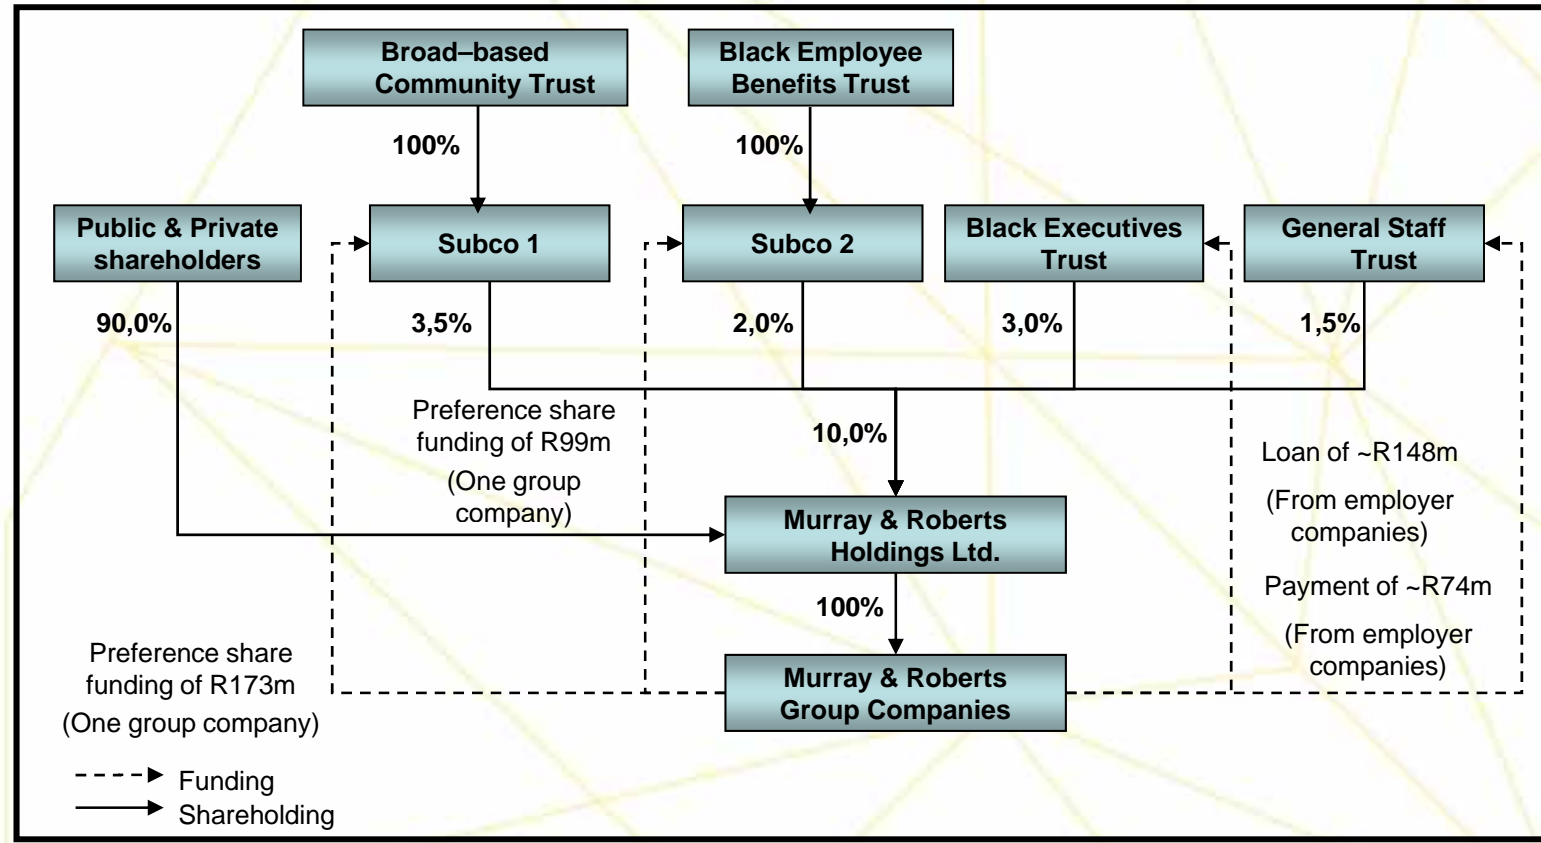 Broad–based
Community Trust
Black Employee
Benefits Trust
100%
100%
Public & Private
shareholders
Subco 1
Subco 2
Black Executives
Trust
General Staff
Trust
90,0%
3,5%
2,0%
3,0%
1,5%
Preference share
funding of R99m
(One group
company)
10,0%
Loan of ~R148m
(From employer
companies)
Murray & Roberts
Holdings Ltd.
100%
Payment of ~R74m
(From employer
companies)
Preference share
funding of R173m
(One group company)
Murray & Roberts
Group Companies
Funding
Shareholding